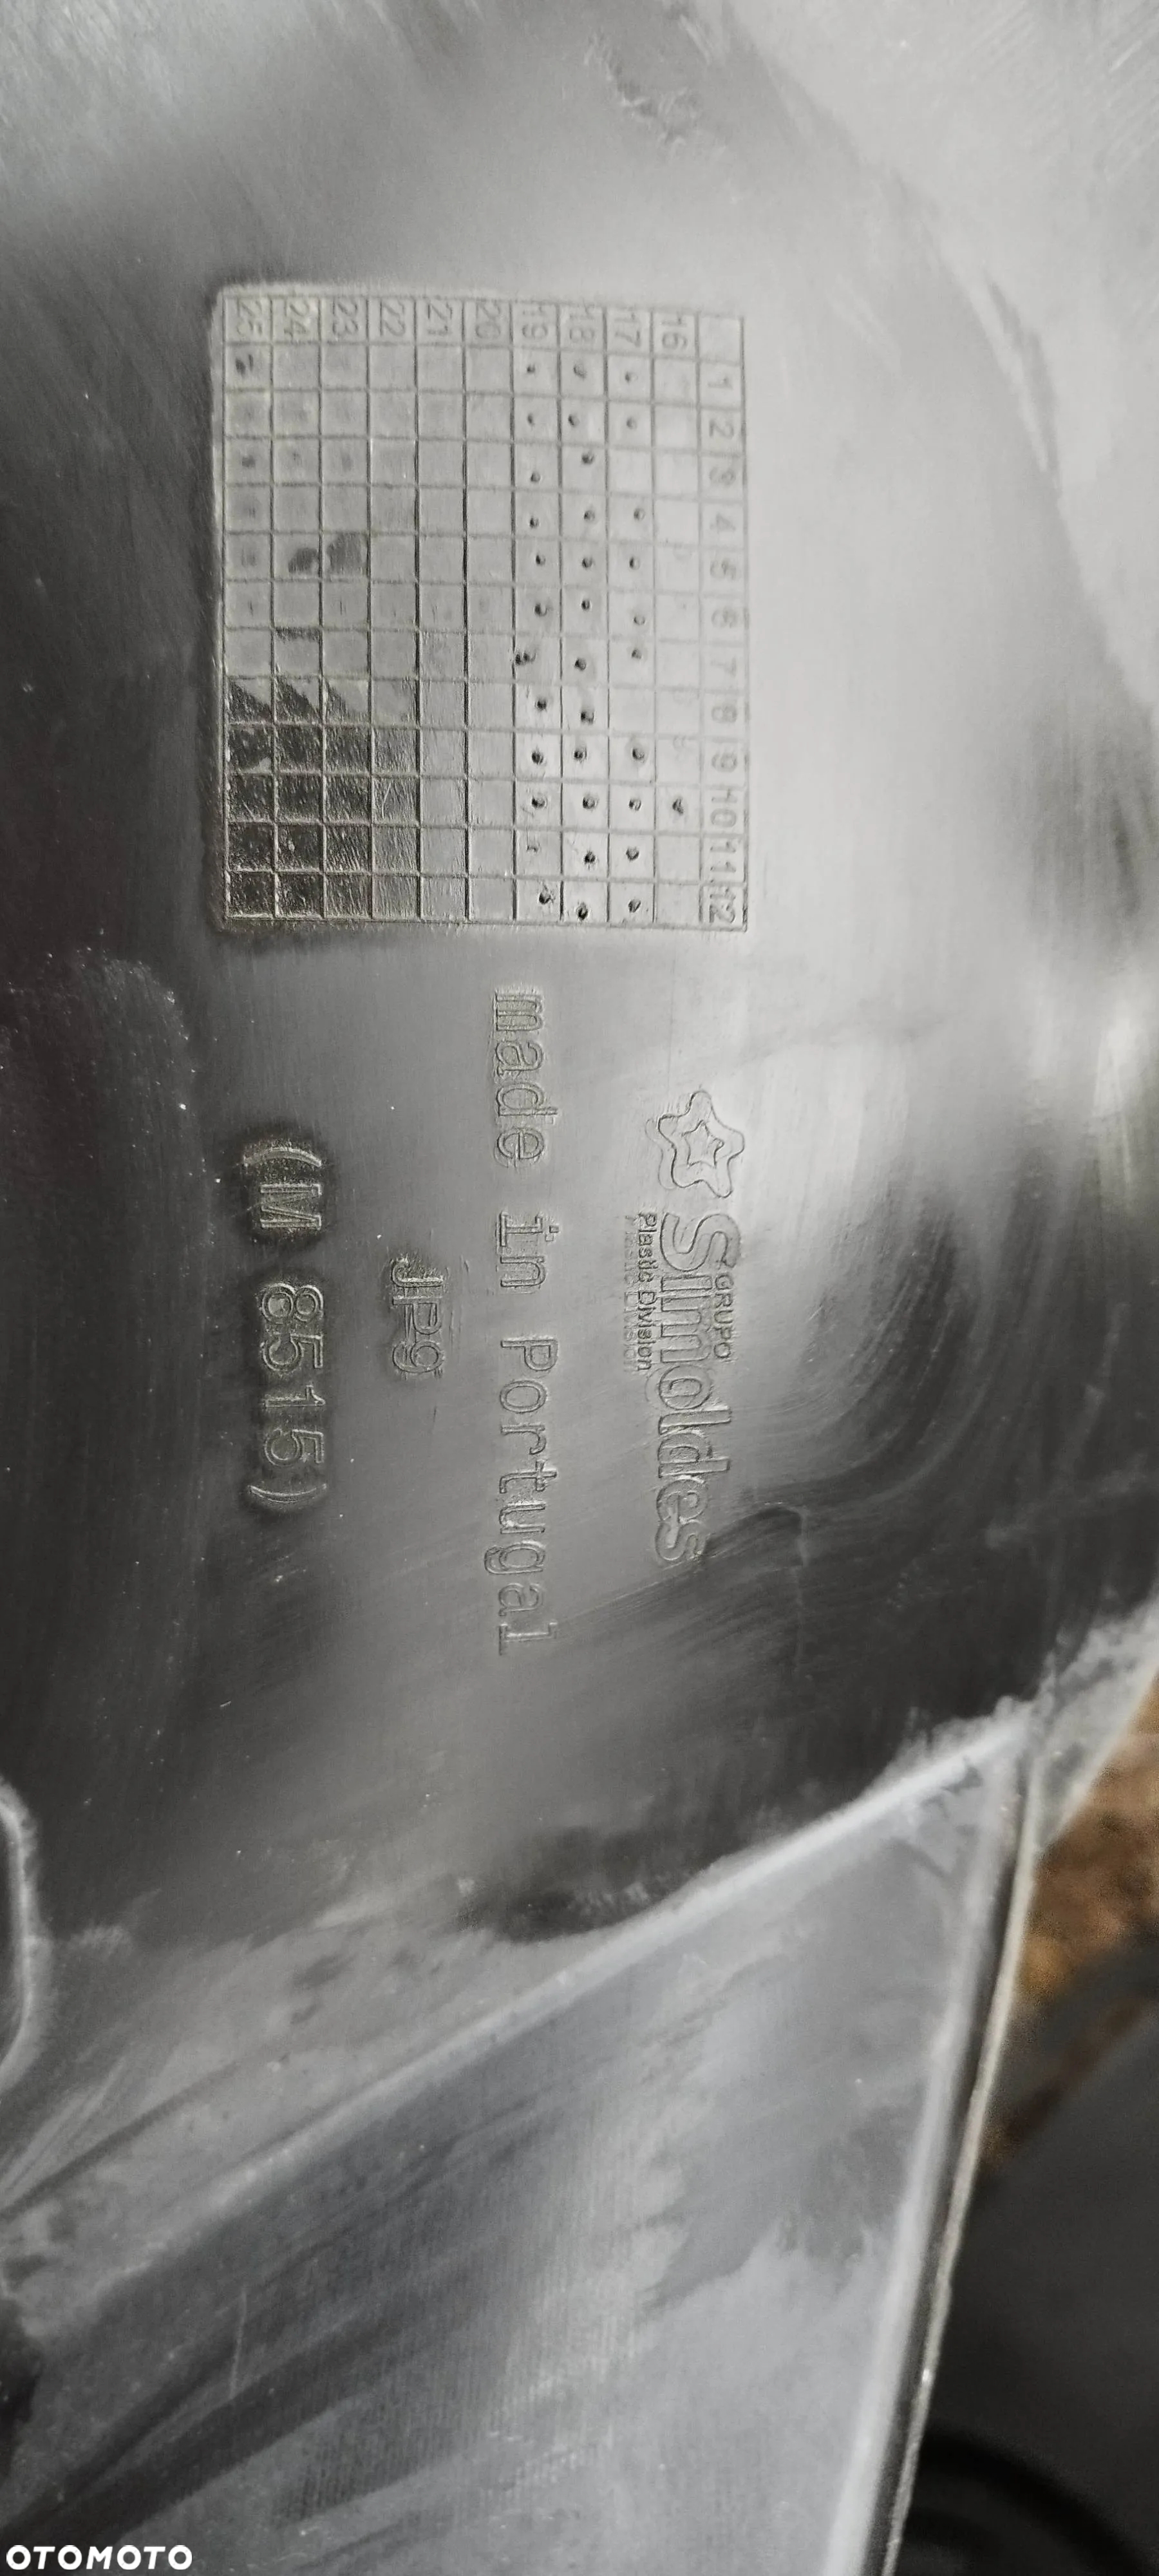 1 2 3 4 5 6 7 8 9 10 11 12
16
17
18
19
20
21
22
23
24
25
GRUPO
Simoldes
Plastic Division
made in Portugal
JPg
(M 8515)
OTOMOTO